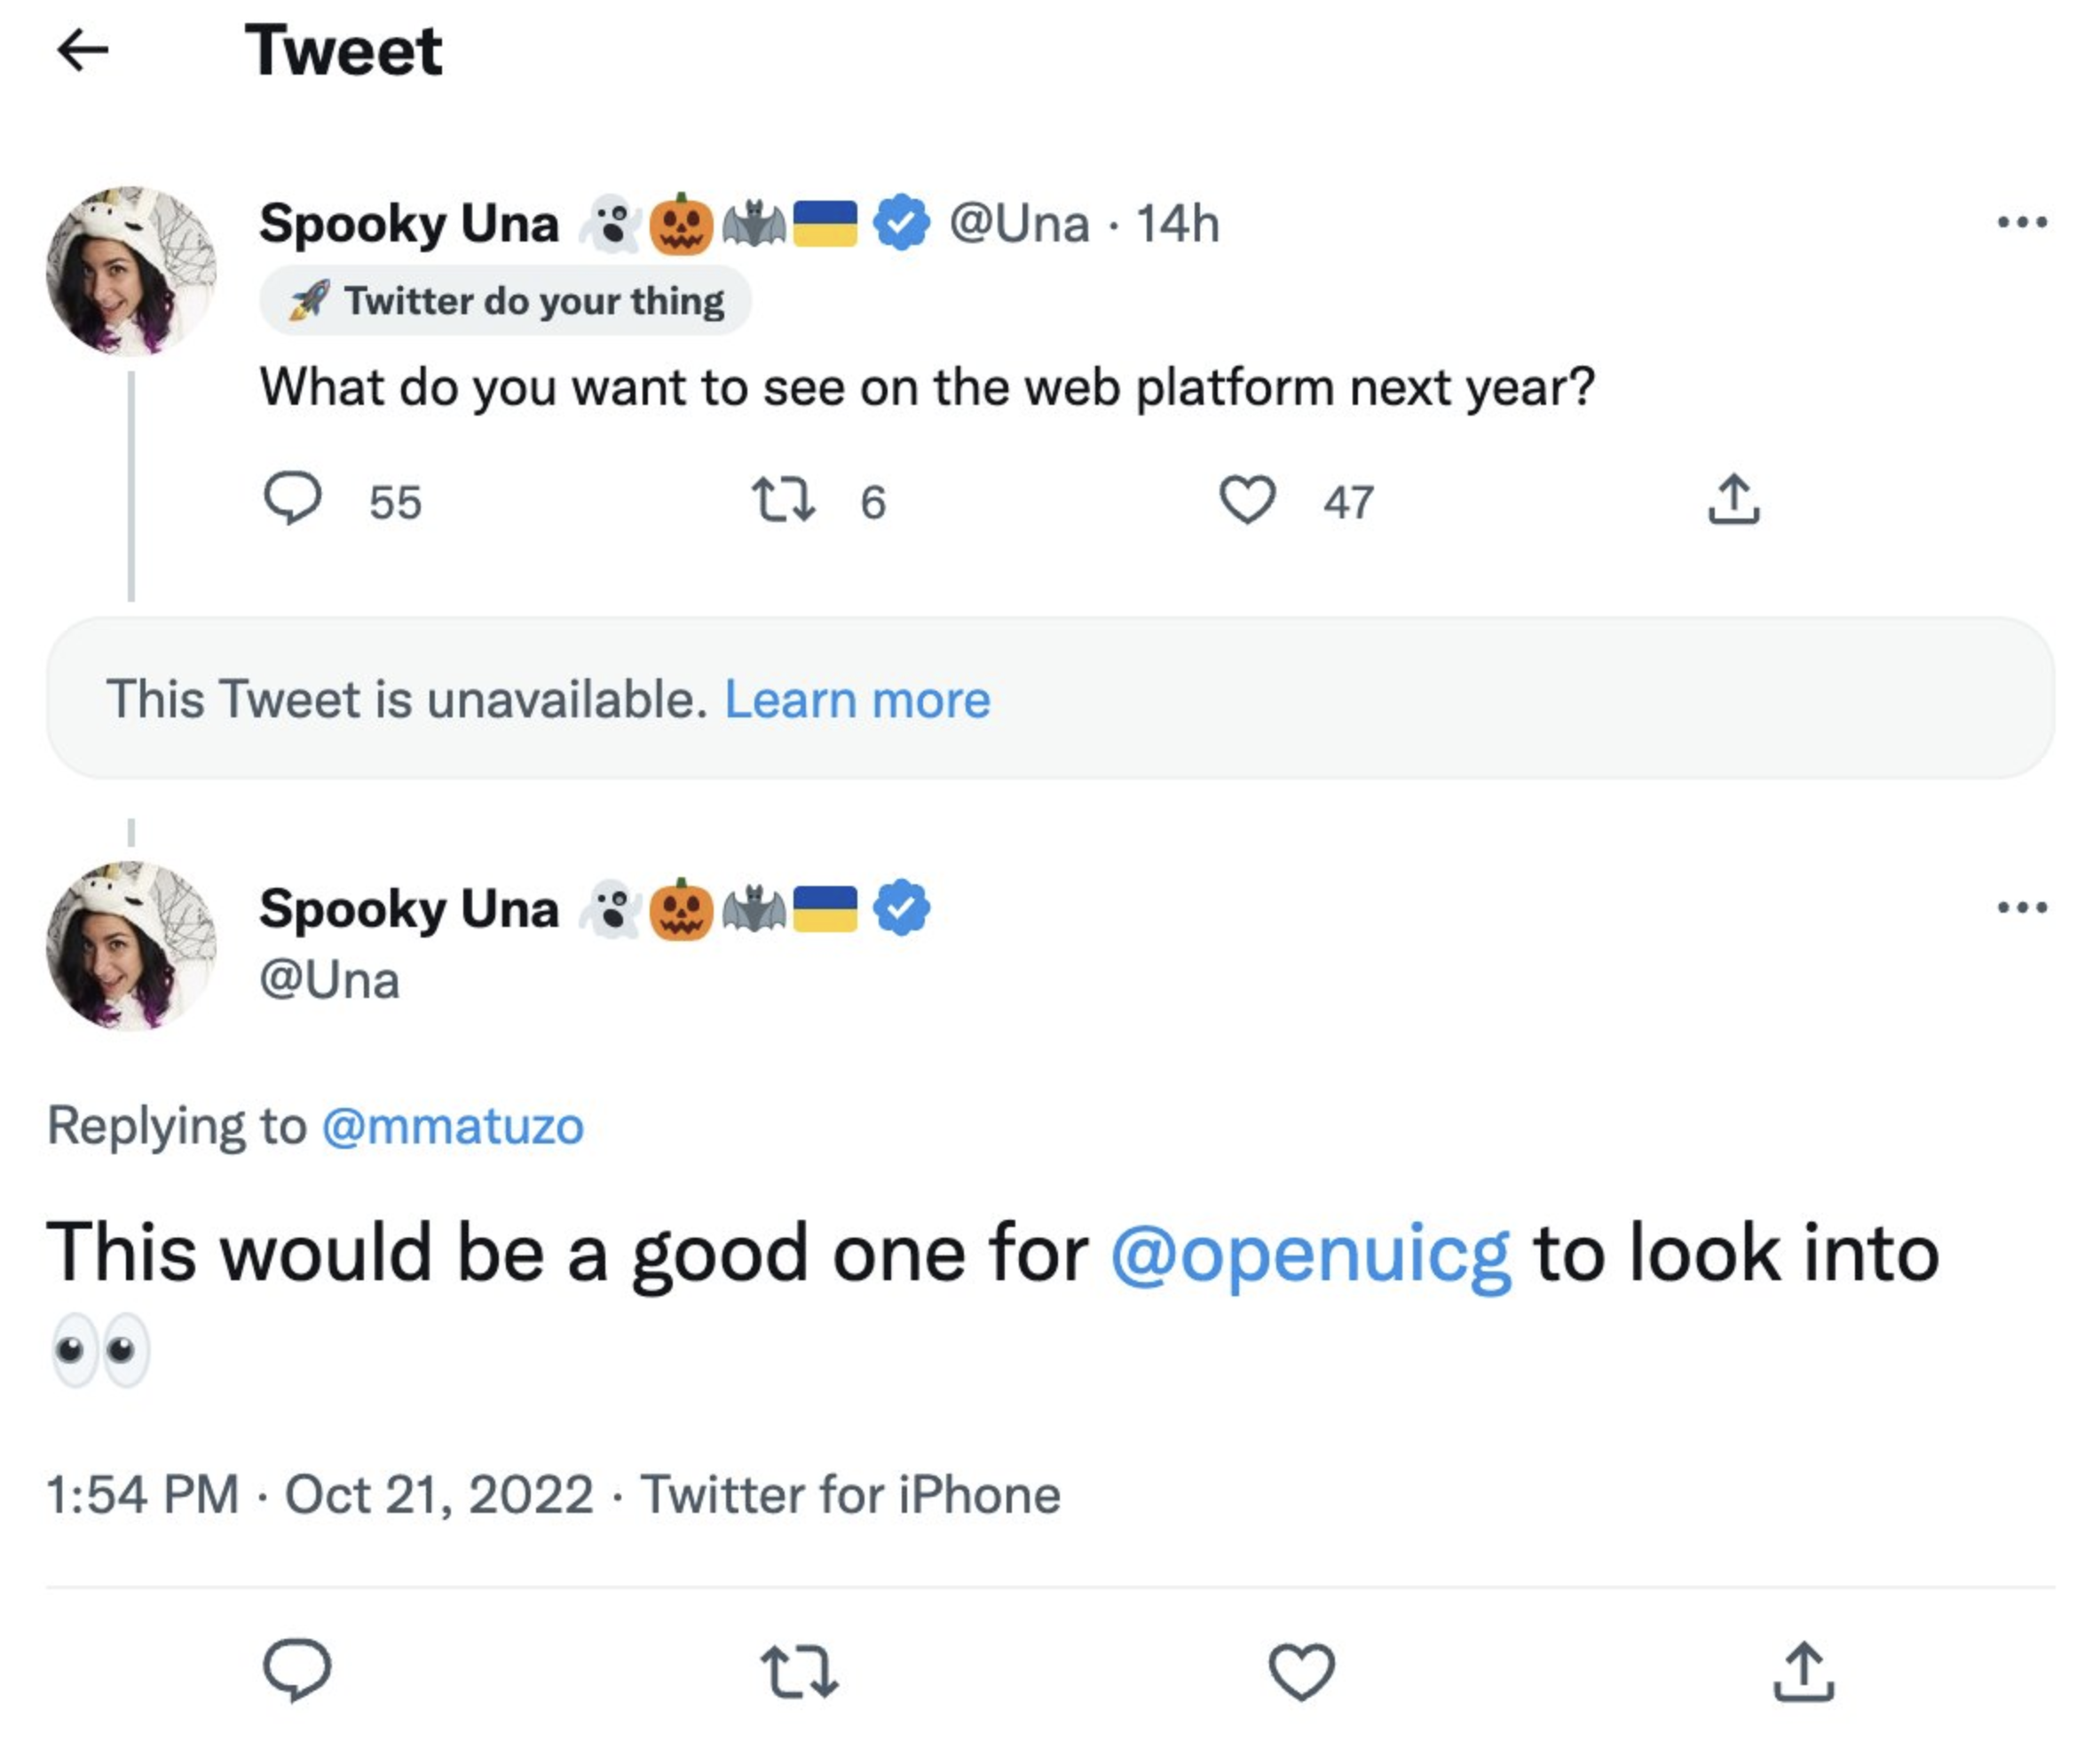 Tweet
Spooky Una 👻🎃🦇🇺🇦 @Una · 14h
🚀 Twitter do your thing
What do you want to see on the web platform next year?
55 6 47
This Tweet is unavailable. Learn more
Spooky Una 👻🎃🦇🇺🇦
@Una
Replying to @mmatuzo
This would be a good one for @openuicg to look into
👀
1:54 PM · Oct 21, 2022 · Twitter for iPhone